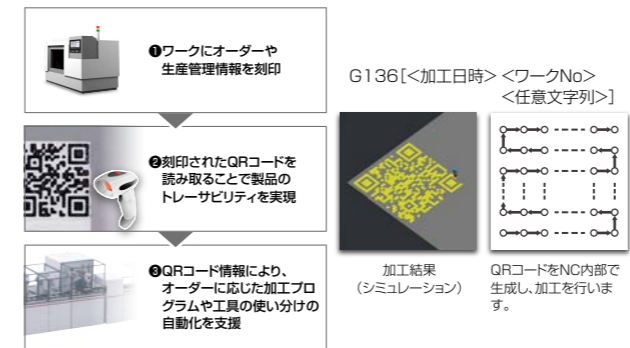 ❶ワークにオーダーや
生産管理情報を刻印
❷刻印されたQRコードを
読み取ることで製品の
トレーサビリティを実現
❸QRコード情報により、
オーダーに応じた加工プロ
グラムや工具の使い分けの
自動化を支援
G136[<加工日時> <ワークNo>
<任意文字列>]
加工結果
(シミュレーション)
QRコードをNC内部で
生成し、加工を行いま
す。